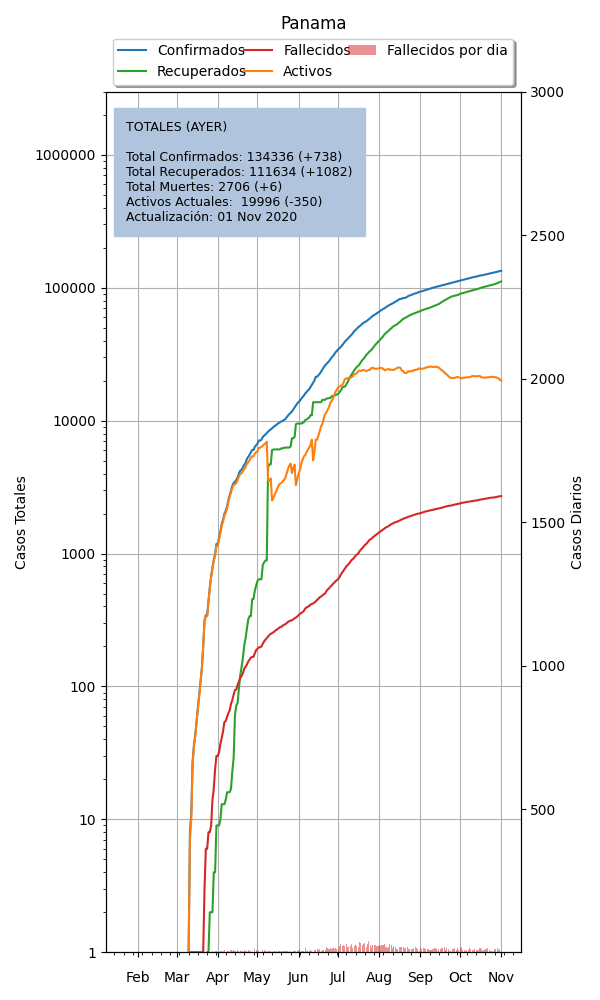 Panama
Confirmados
Recuperados
Fallecidos
Activos
Fallecidos por dia
TOTALES (AYER)
Total Confirmados: 134336 (+738)
Total Recuperados: 111634 (+1082)
Total Muertes: 2706 (+6)
Activos Actuales:  19996 (-350)
Actualización: 01 Nov 2020
Casos Totales
1000000
100000
10000
1000
100
10
1
Casos Diarios
3000
2500
2000
1500
1000
500
Feb Mar Apr May Jun Jul Aug Sep Oct Nov